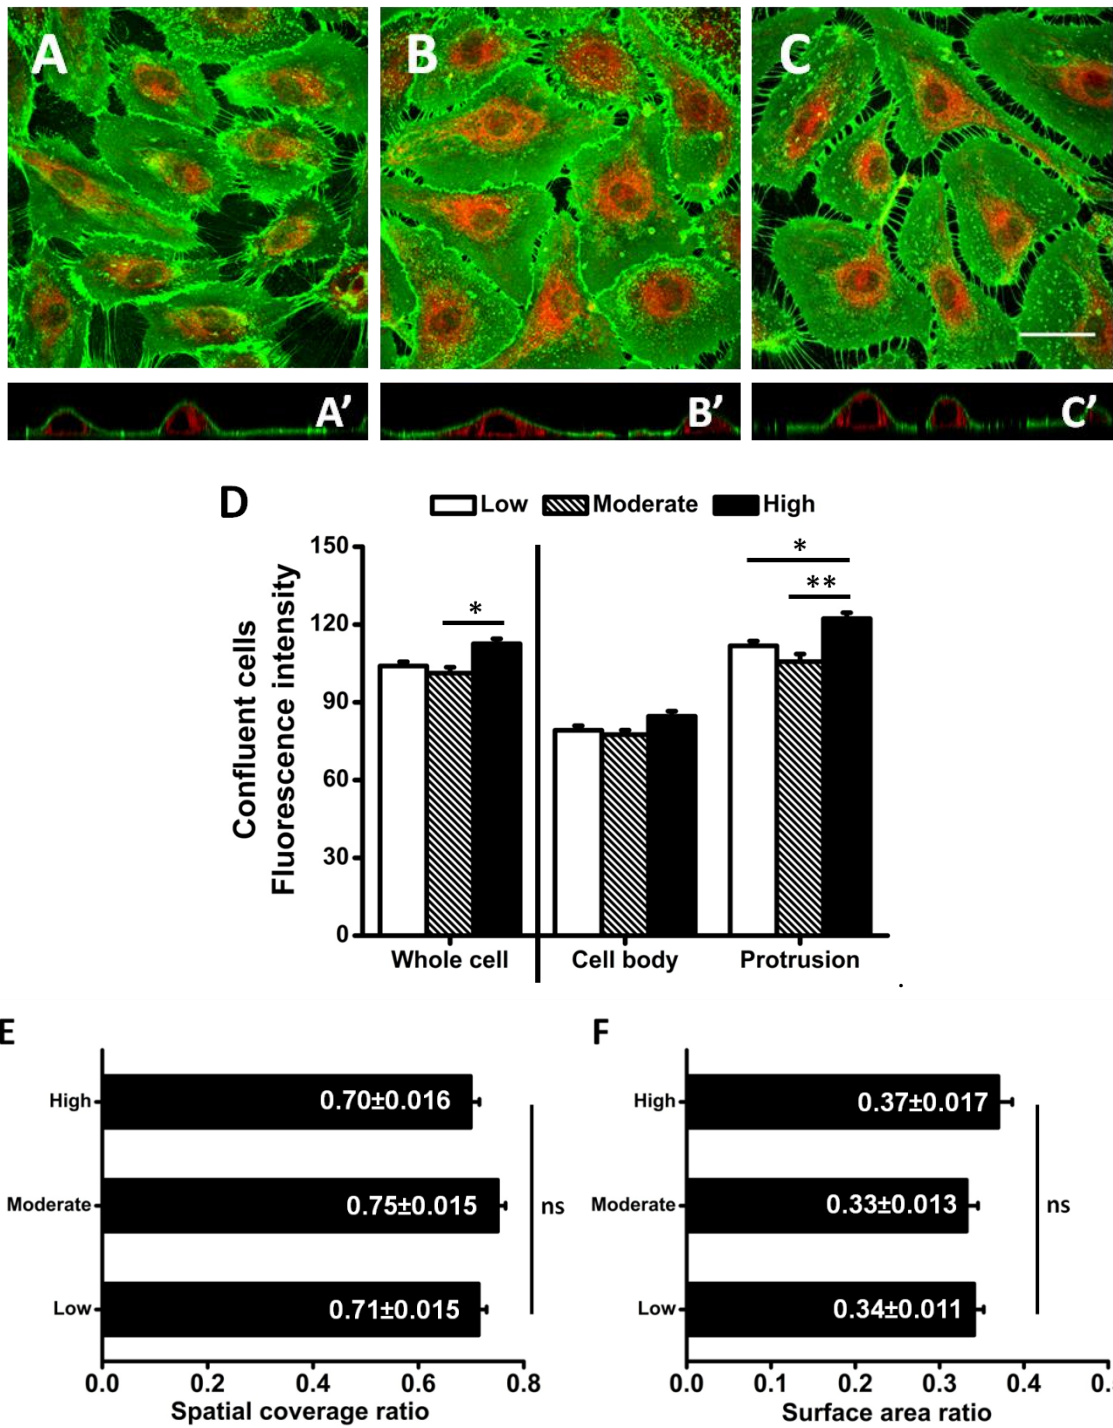 A
B
C
A’
B’
C’
D
Low
Moderate
High
Confluent cells
Fluorescence intensity
150
120
90
60
30
0
*
*
**
Whole cell
Cell body
Protrusion
E
High
Moderate
Low
0.70±0.016
0.75±0.015
0.71±0.015
ns
0.0
0.2
0.4
0.6
0.8
Spatial coverage ratio
F
High
Moderate
Low
0.37±0.017
0.33±0.013
0.34±0.011
ns
0.0
0.1
0.2
0.3
0.4
Surface area ratio